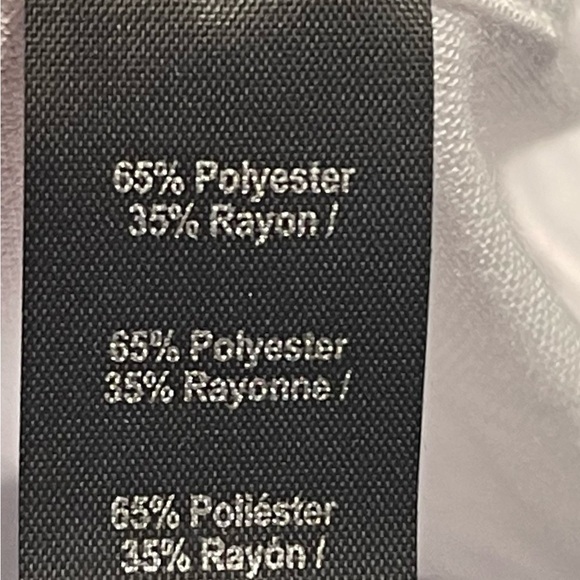 65% Polyester
35% Rayon /
65% Polyester
35% Rayonne /
65% Poliéster
35% Rayón /